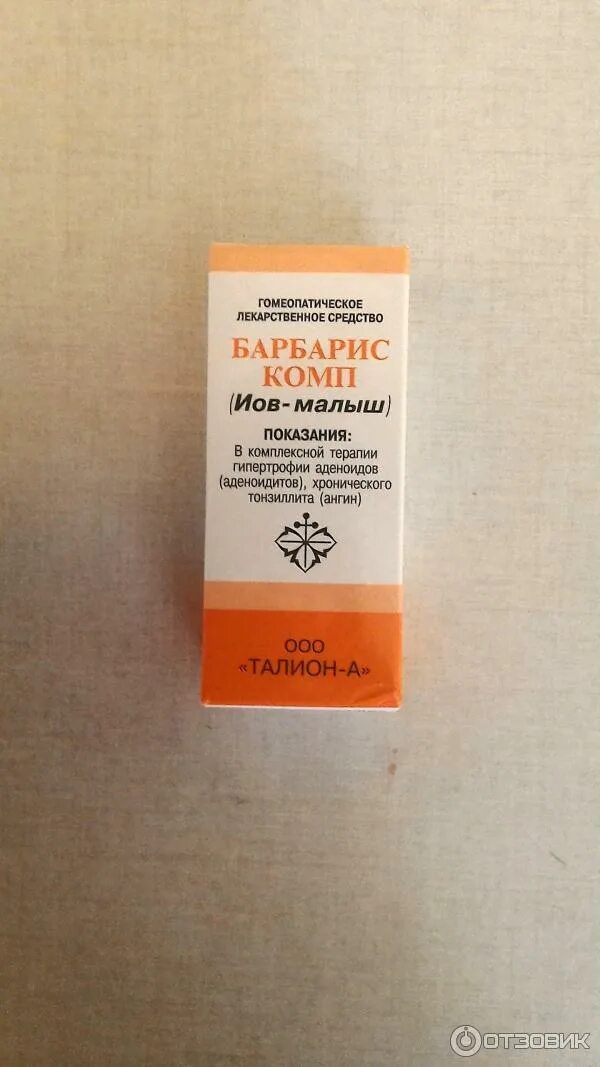 ГОМЕОПАТИЧЕСКОЕ
ЛЕКАРСТВЕННОЕ СРЕДСТВО
БАРБАРИС
КОМП
(Иов-малыш)
ПОКАЗАНИЯ:
В комплексной терапии
гипертрофии аденоидов
(аденоидитов), хронического
тонзиллита (ангин)
ООО
«ТАЛИОН-А»
ОТЗОВИК